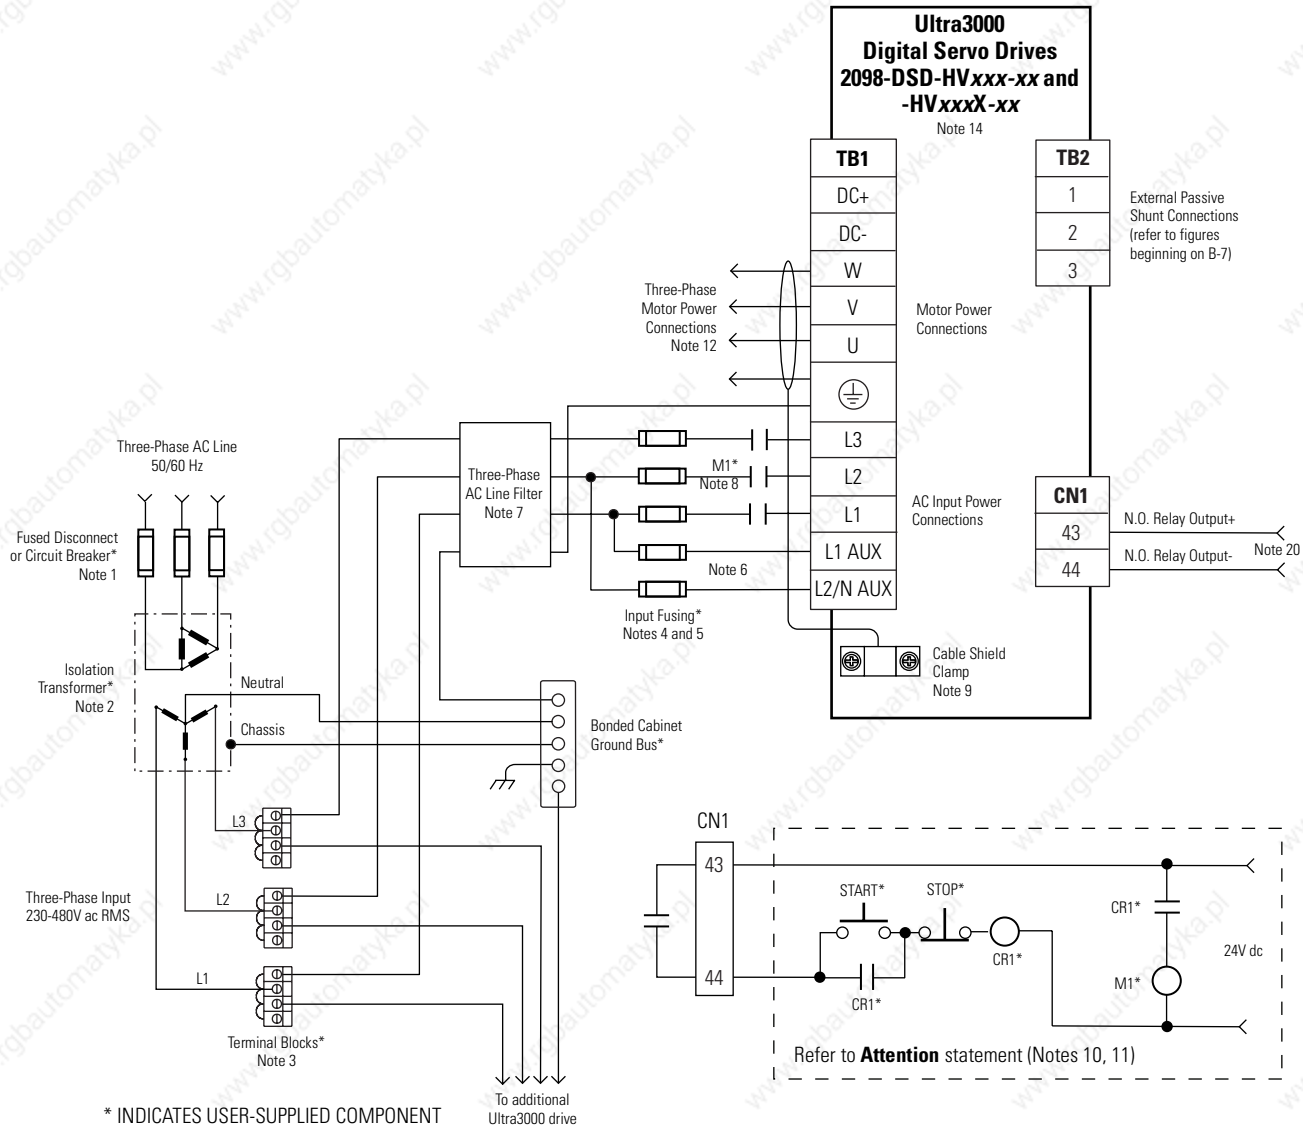 Ultra3000
Digital Servo Drives
2098-DSD-HVxxx-xx and
-HVxxxX-xx
Note 14
TB1
DC+
DC-
W
V
U
L3
L2
L1
L1 AUX
L2/N AUX
TB2
1
2
3
External Passive
Shunt Connections
(refer to figures
beginning on B-7)
Three-Phase
Motor Power
Connections
Note 12
Motor Power
Connections
Three-Phase AC Line
50/60 Hz
Three-Phase
AC Line Filter
Note 7
M1*
Note 8
AC Input Power
Connections
CN1
43
44
N.O. Relay Output+
N.O. Relay Output-
Note 20
Fused Disconnect
or Circuit Breaker*
Note 1
Note 6
Input Fusing*
Notes 4 and 5
Isolation
Transformer*
Note 2
Neutral
Chassis
Cable Shield
Clamp
Note 9
Bonded Cabinet
Ground Bus*
L3
L2
L1
Three-Phase Input
230-480V ac RMS
Terminal Blocks*
Note 3
To additional
Ultra3000 drive
CN1
43
44
START*
STOP*
CR1*
CR1*
CR1*
M1*
24V dc
Refer to Attention statement (Notes 10, 11)
* INDICATES USER-SUPPLIED COMPONENT
www.rgbautomatyka.pl